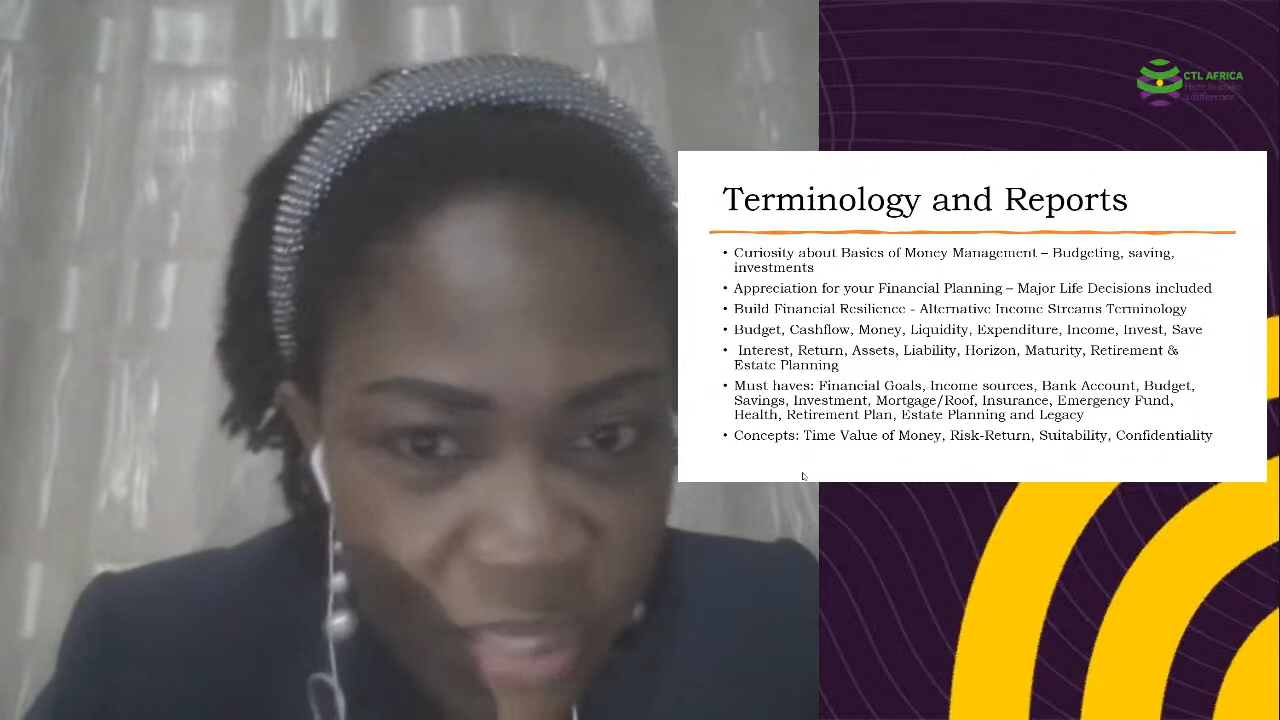 CTL AFRICA
Here to make
a difference
Terminology and Reports
• Curiosity about Basics of Money Management – Budgeting, saving,
investments
• Appreciation for your Financial Planning – Major Life Decisions included
• Build Financial Resilience - Alternative Income Streams Terminology
• Budget, Cashflow, Money, Liquidity, Expenditure, Income, Invest, Save
• Interest, Return, Assets, Liability, Horizon, Maturity, Retirement &
Estate Planning
• Must haves: Financial Goals, Income sources, Bank Account, Budget,
Savings, Investment, Mortgage/Roof, Insurance, Emergency Fund,
Health, Retirement Plan, Estate Planning and Legacy
• Concepts: Time Value of Money, Risk-Return, Suitability, Confidentiality